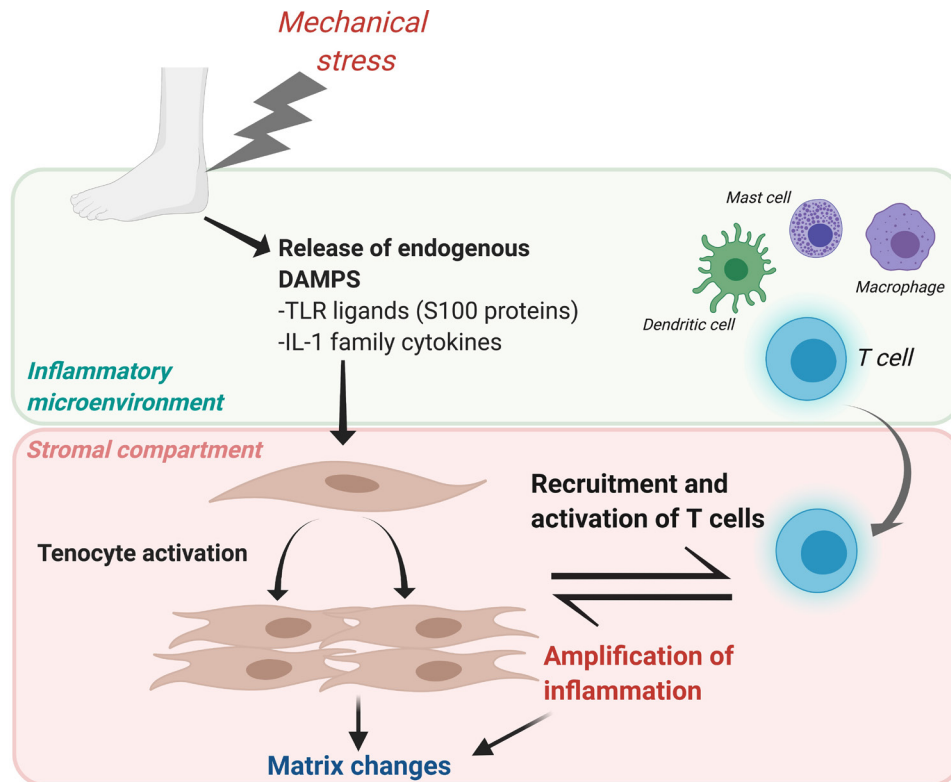 Mechanical
stress
Mast cell
Release of endogenous
DAMPS
-TLR ligands (S100 proteins)
-IL-1 family cytokines
Macrophage
Dendritic cell
T cell
Inflammatory
microenvironment
Stromal compartment
Recruitment and
activation of T cells
Tenocyte activation
Amplification of
inflammation
Matrix changes